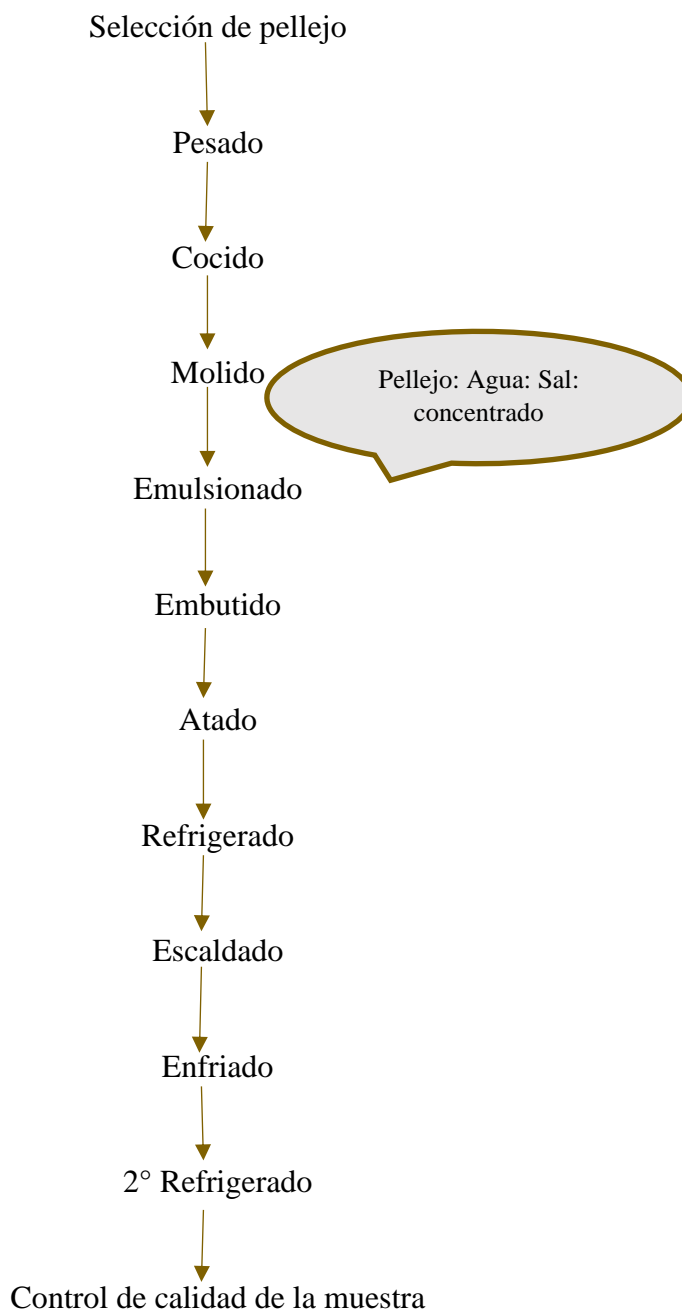 Selección de pellejo
Pesado
Cocido
Molido
Pellejo: Agua: Sal:
concentrado
Emulsionado
Embutido
Atado
Refrigerado
Escaldado
Enfriado
2° Refrigerado
Control de calidad de la muestra